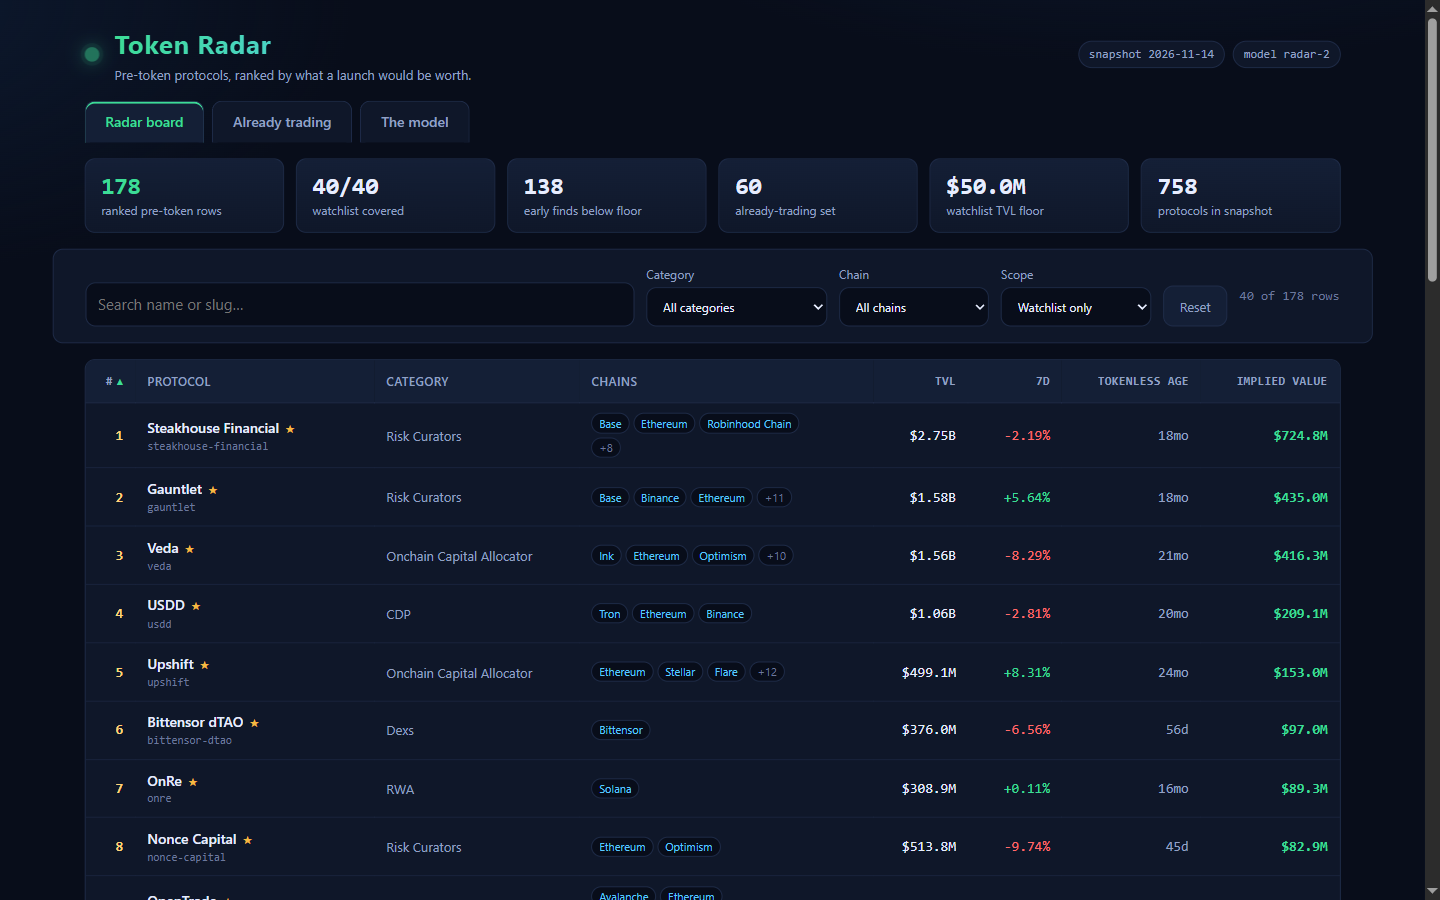 Token Radar
Pre-token protocols, ranked by what a launch would be worth.
snapshot 2026-11-14
model radar-2
Radar board
Already trading
The model
178
ranked pre-token rows
40/40
watchlist covered
138
early finds below floor
60
already-trading set
$50.0M
watchlist TVL floor
758
protocols in snapshot
Search name or slug...
Category
All categories
Chain
All chains
Scope
Watchlist only
Reset
40 of 178 rows
# ▲ PROTOCOL CATEGORY CHAINS TVL 7D TOKENLESS AGE IMPLIED VALUE
1 Steakhouse Financial ★ Risk Curators Base Ethereum Robinhood Chain +8 $2.75B -2.19% 18mo $724.8M
steakhouse-financial
2 Gauntlet ★ Risk Curators Base Binance Ethereum +11 $1.58B +5.64% 18mo $435.0M
gauntlet
3 Veda ★ Onchain Capital Allocator Ink Ethereum Optimism +10 $1.56B -8.29% 21mo $416.3M
veda
4 USDD ★ CDP Tron Ethereum Binance $1.06B -2.81% 20mo $209.1M
usdd
5 Upshift ★ Onchain Capital Allocator Ethereum Stellar Flare +12 $499.1M +8.31% 24mo $153.0M
upshift
6 Bittensor dTAO ★ Dexs Bittensor $376.0M -6.56% 56d $97.0M
bittensor-dtao
7 OnRe ★ RWA Solana $308.9M +0.11% 16mo $89.3M
onre
8 Nonce Capital ★ Risk Curators Ethereum Optimism $513.8M -9.74% 45d $82.9M
nonce-capital
OpenTrade Avalanche Ethereum